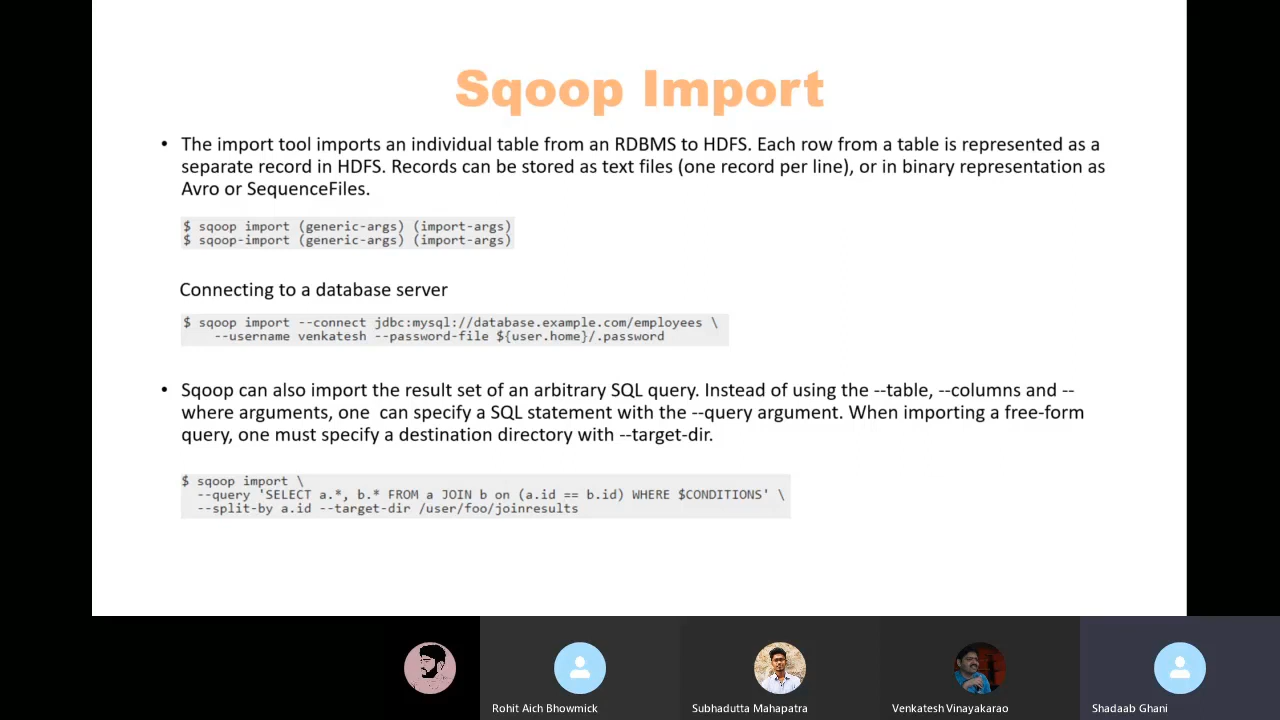 Sqoop Import
• The import tool imports an individual table from an RDBMS to HDFS. Each row from a table is represented as a
separate record in HDFS. Records can be stored as text files (one record per line), or in binary representation as
Avro or SequenceFiles.
$ sqoop import (generic-args) (import-args)
$ sqoop-import (generic-args) (import-args)
Connecting to a database server
$ sqoop import --connect jdbc:mysql://database.example.com/employees \
--username venkatesh --password-file ${user.home}/.password
• Sqoop can also import the result set of an arbitrary SQL query. Instead of using the --table, --columns and --
where arguments, one can specify a SQL statement with the --query argument. When importing a free-form
query, one must specify a destination directory with --target-dir.
$ sqoop import \
--query 'SELECT a.*, b.* FROM a JOIN b on (a.id == b.id) WHERE $CONDITIONS' \
--split-by a.id --target-dir /user/foo/joinresults
Rohit Aich Bhowmick
Subhadutta Mahapatra
Venkatesh Vinayakarao
Shadaab Ghani